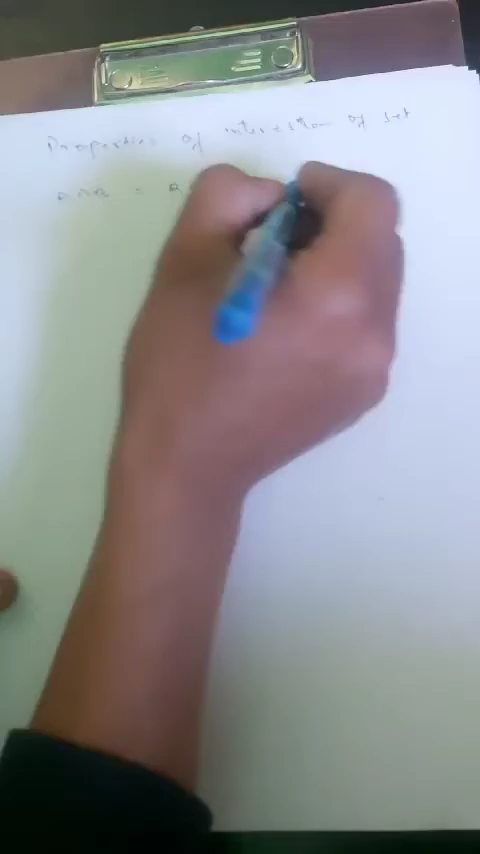 Properties of intersection of set
A ∩ A = A